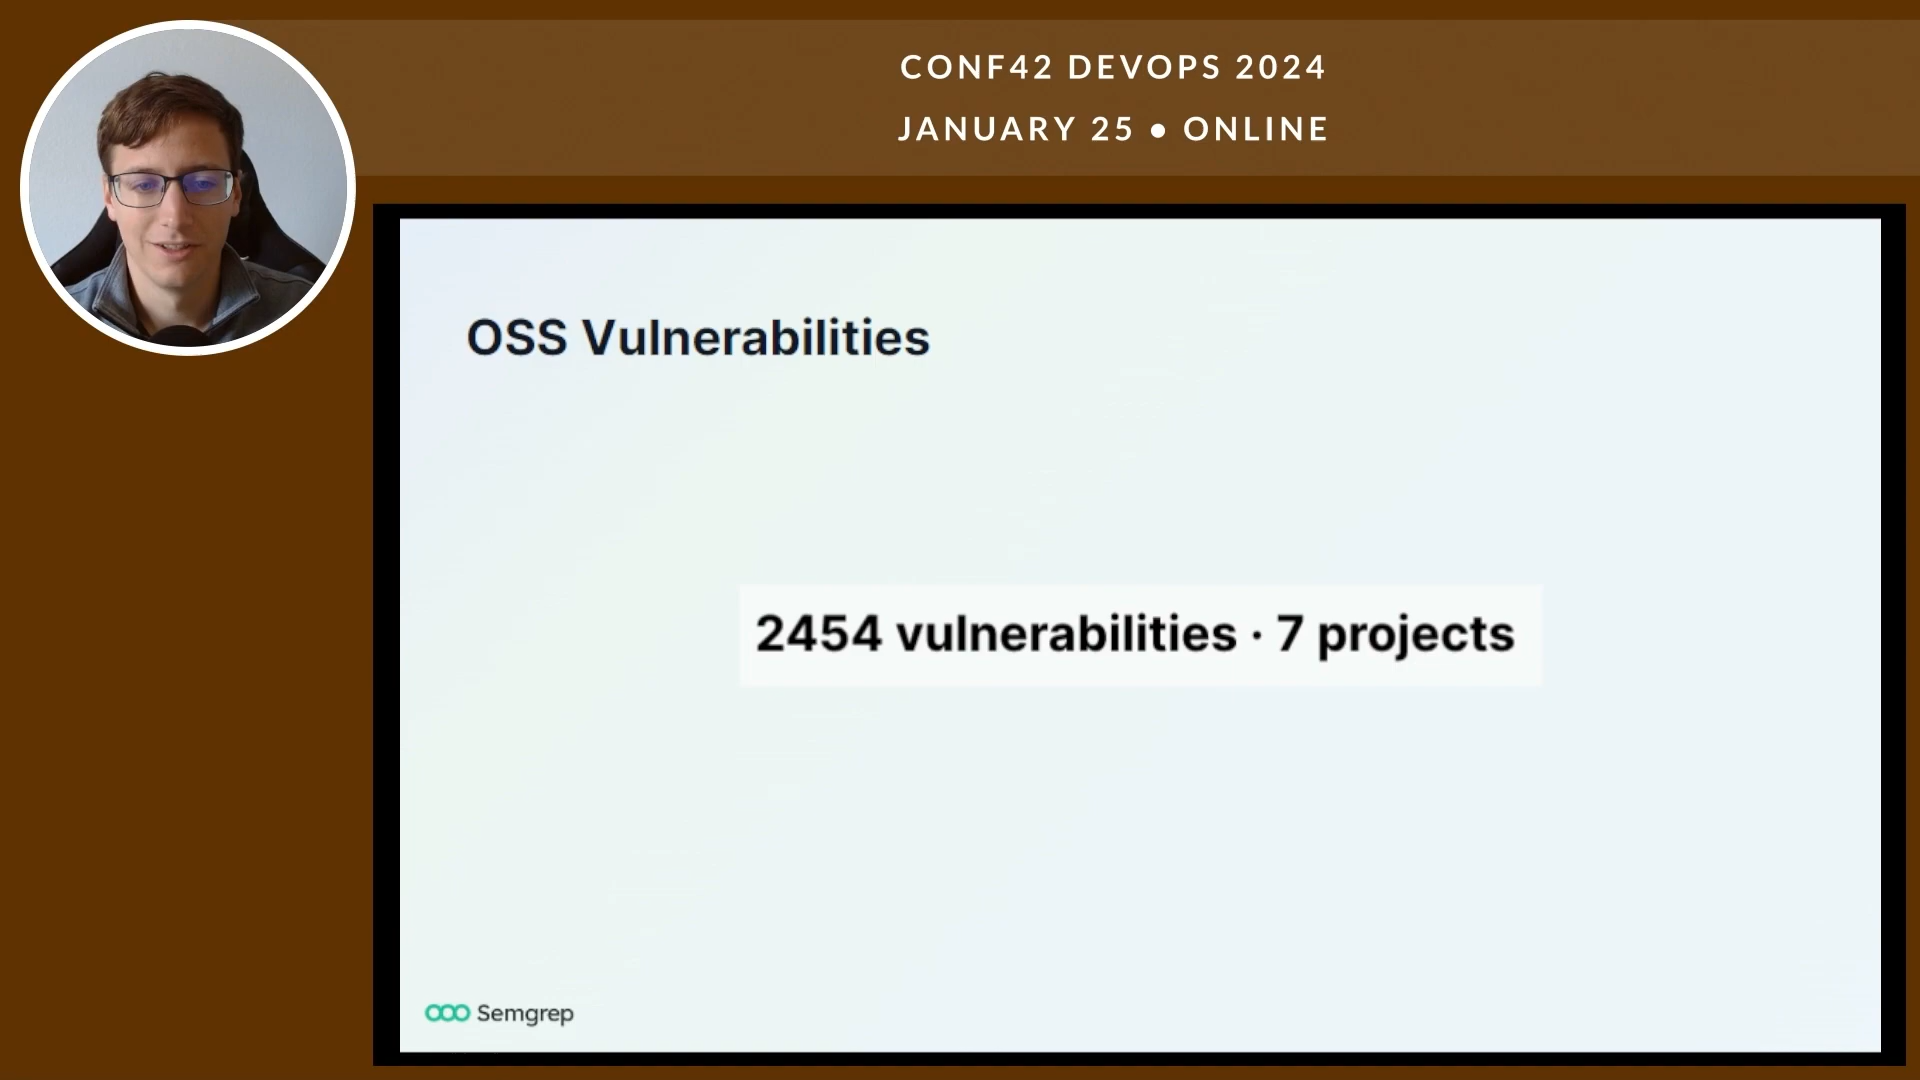 CONF42 DEVOPS 2024
JANUARY 25 • ONLINE
OSS Vulnerabilities
2454 vulnerabilities · 7 projects
Semgrep